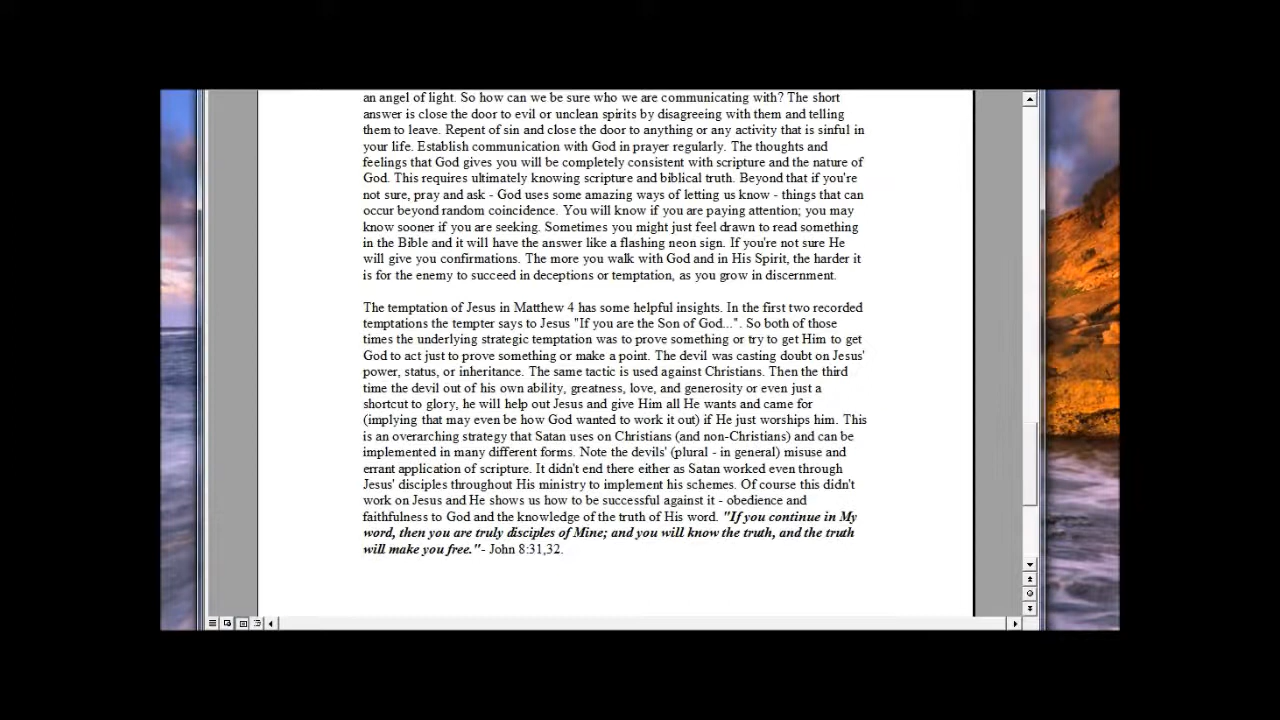 an angel of light. So how can we be sure who we are communicating with? The short
answer is close the door to evil or unclean spirits by disagreeing with them and telling
them to leave. Repent of sin and close the door to anything or any activity that is sinful in
your life. Establish communication with God in prayer regularly. The thoughts and
feelings that God gives you will be completely consistent with scripture and the nature of
God. This requires ultimately knowing scripture and biblical truth. Beyond that if you're
not sure, pray and ask - God uses some amazing ways of letting us know - things that can
occur beyond random coincidence. You will know if you are paying attention; you may
know sooner if you are seeking. Sometimes you might just feel drawn to read something
in the Bible and it will have the answer like a flashing neon sign. If you're not sure He
will give you confirmations. The more you walk with God and in His Spirit, the harder it
is for the enemy to succeed in deceptions or temptation, as you grow in discernment.
The temptation of Jesus in Matthew 4 has some helpful insights. In the first two recorded
temptations the tempter says to Jesus "If you are the Son of God...". So both of those
times the underlying strategic temptation was to prove something or try to get Him to get
God to act just to prove something or make a point. The devil was casting doubt on Jesus'
power, status, or inheritance. The same tactic is used against Christians. Then the third
time the devil out of his own ability, greatness, love, and generosity or even just a
shortcut to glory, he will help out Jesus and give Him all He wants and came for
(implying that may even be how God wanted to work it out) if He just worships him. This
is an overarching strategy that Satan uses on Christians (and non-Christians) and can be
implemented in many different forms. Note the devils' (plural - in general) misuse and
errant application of scripture. It didn't end there either as Satan worked even through
Jesus' disciples throughout His ministry to implement his schemes. Of course this didn't
work on Jesus and He shows us how to be successful against it - obedience and
faithfulness to God and the knowledge of the truth of His word. "If you continue in My
word, then you are truly disciples of Mine; and you will know the truth, and the truth
will make you free."- John 8:31,32.